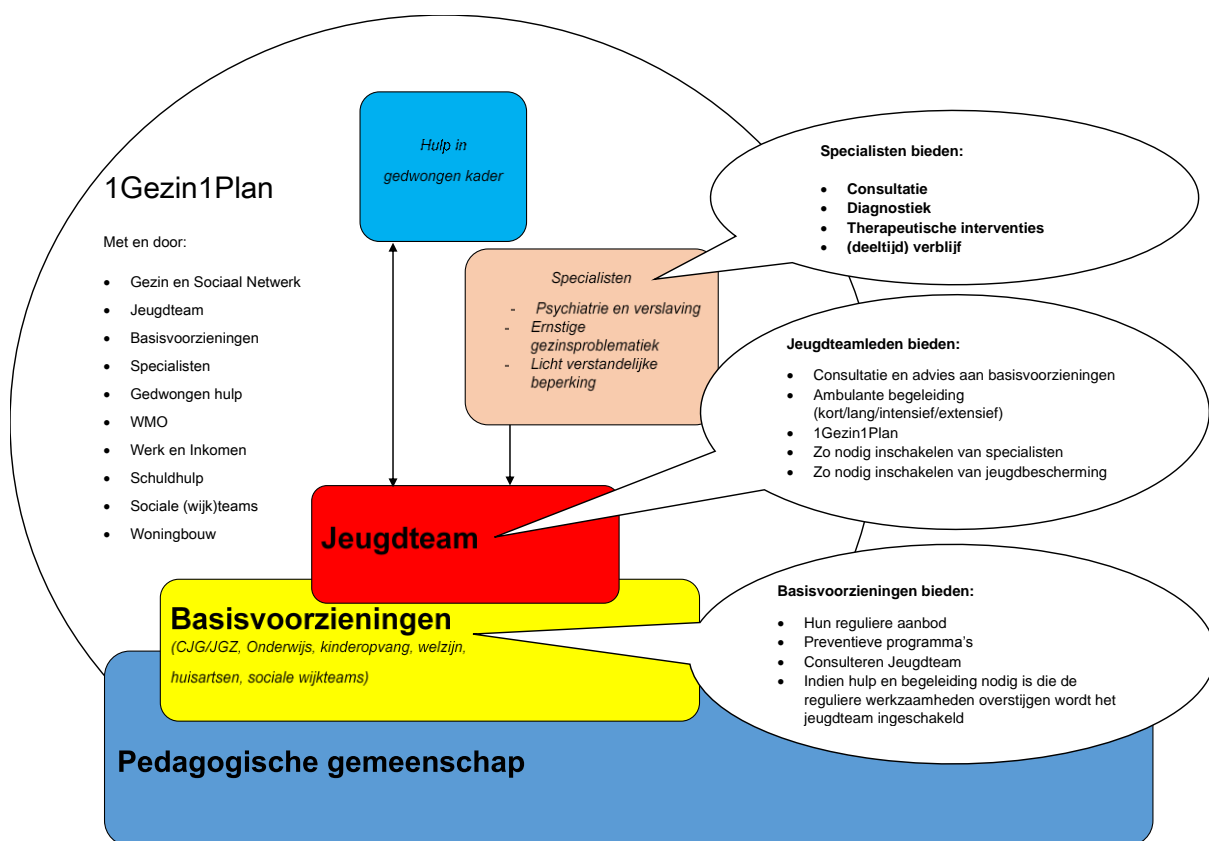 Hulp in
gedwongen kader
1Gezin1Plan
Met en door:
• Gezin en Sociaal Netwerk
• Jeugdteam
• Basisvoorzieningen
• Specialisten
• Gedwongen hulp
• WMO
• Werk en Inkomen
• Schuldhulp
• Sociale (wijk)teams
• Woningbouw
Specialisten
- Psychiatrie en verslaving
- Ernstige
gezinsproblematiek
- Licht verstandelijke
beperking
Specialisten bieden:
• Consultatie
• Diagnostiek
• Therapeutische interventies
• (deeltijd) verblijf
Jeugdteamleden bieden:
• Consultatie en advies aan basisvoorzieningen
• Ambulante begeleiding
(kort/lang/intensief/extensief)
• 1Gezin1Plan
• Zo nodig inschakelen van specialisten
• Zo nodig inschakelen van jeugdbescherming
Jeugdteam
Basisvoorzieningen
(CJG/JGZ, Onderwijs, kinderopvang, welzijn,
huisartsen, sociale wijkteams)
Basisvoorzieningen bieden:
• Hun reguliere aanbod
• Preventieve programma's
• Consulteren Jeugdteam
• Indien hulp en begeleiding nodig is die de
reguliere werkzaamheden overstijgen wordt het
jeugdteam ingeschakeld
Pedagogische gemeenschap